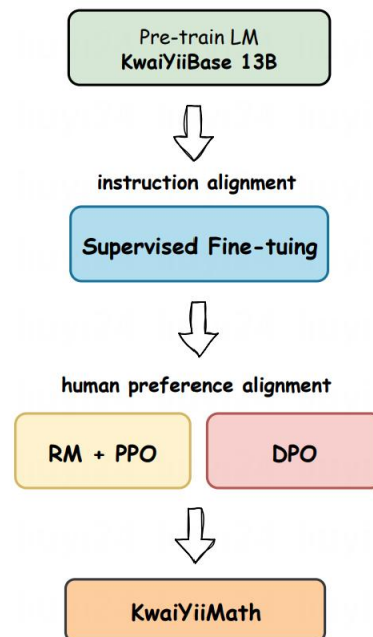 Pre-train LM
KwaiYiiBase 13B
instruction alignment
Supervised Fine-tuing
human preference alignment
RM + PPO
DPO
KwaiYiiMath